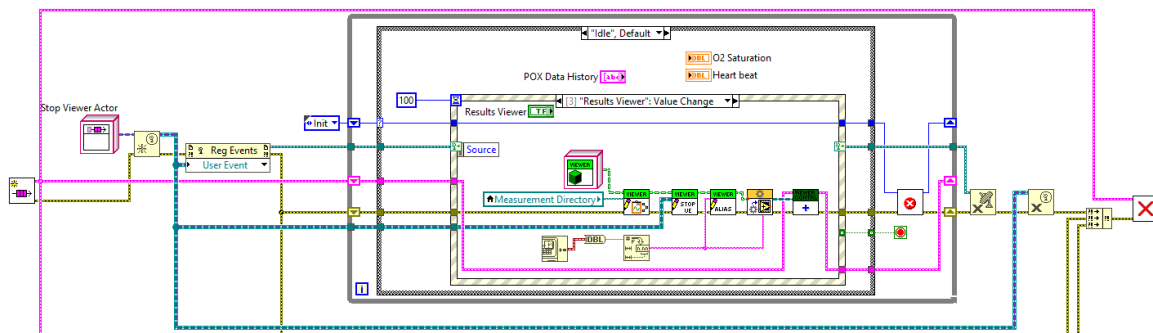 "Idle", Default
O2 Saturation
DBL
Heart beat
DBL
POX Data History
abc
Stop Viewer Actor
100
[3] "Results Viewer": Value Change
Results Viewer
TF
Init
Reg Events
User Event
Source
VIEWER
Measurement Directory
VIEWER
VIEWER
STOP
UE
VIEWER
ALIAS
DBL
i